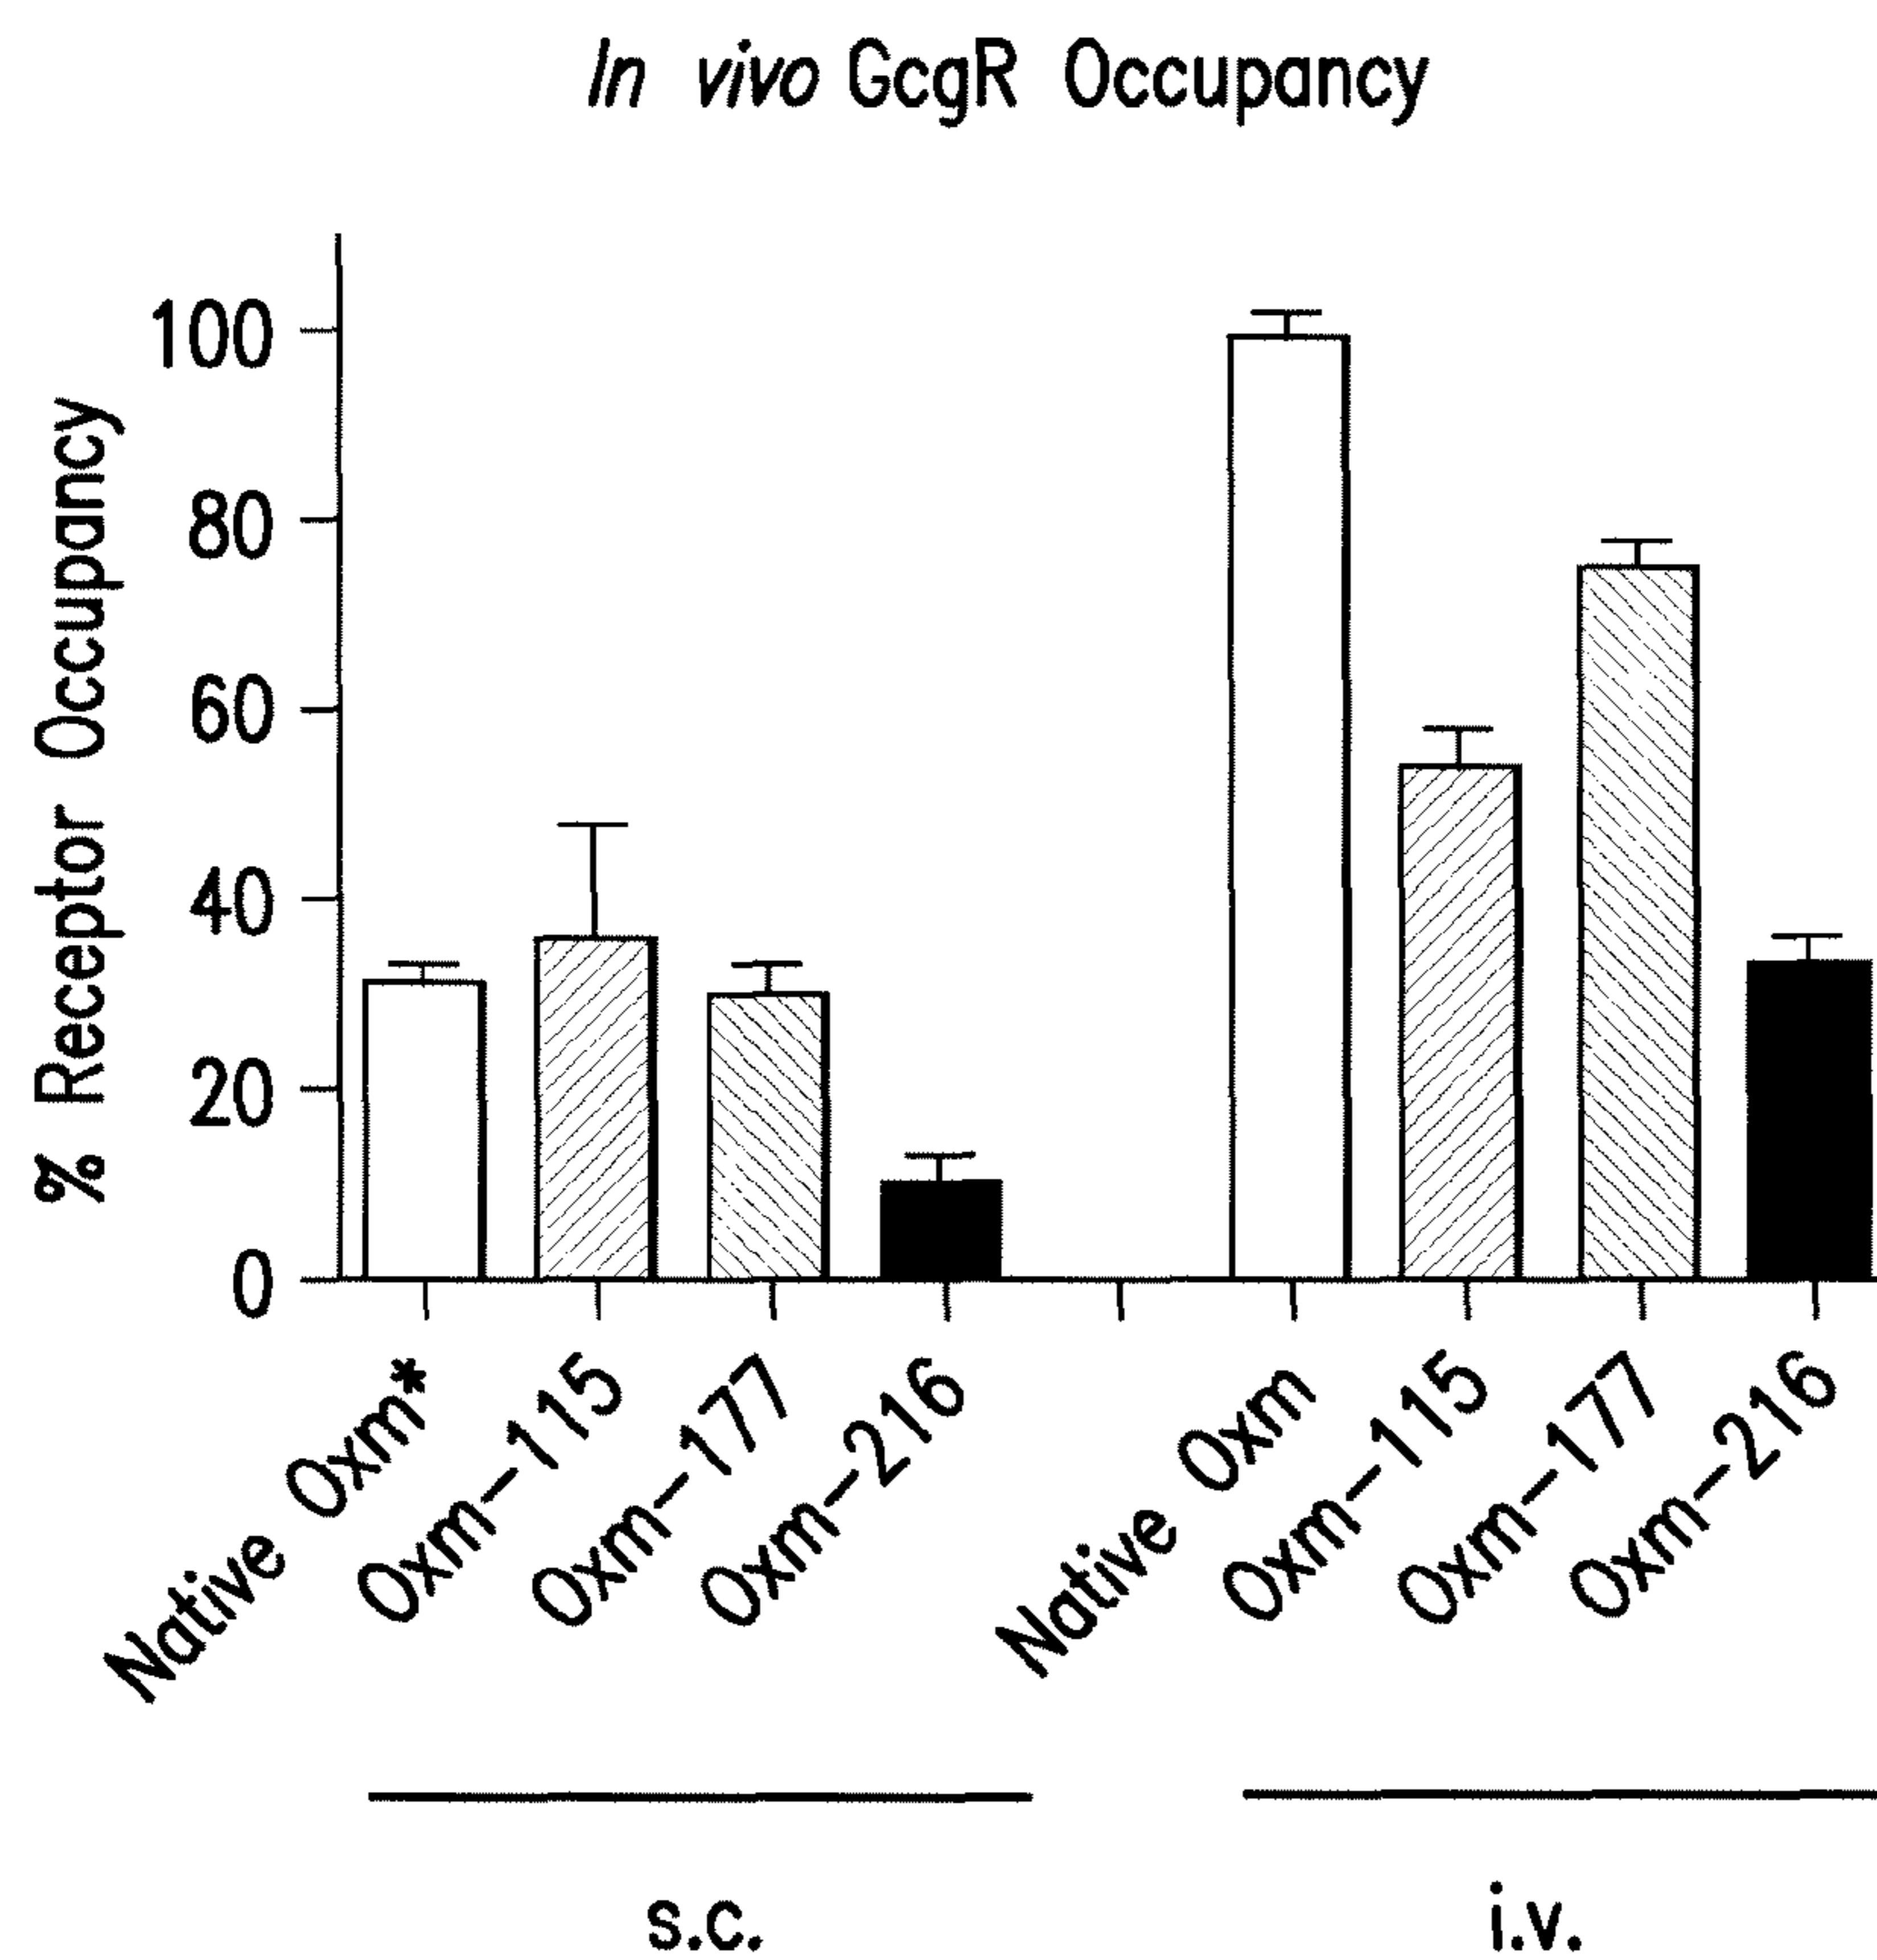 In vivo GcgR Occupancy
% Receptor Occupancy
100
80
60
40
20
0
Native Oxm*
Oxm-115
Oxm-177
Oxm-216
Native Oxm
Oxm-115
Oxm-177
Oxm-216
s.c.
i.v.